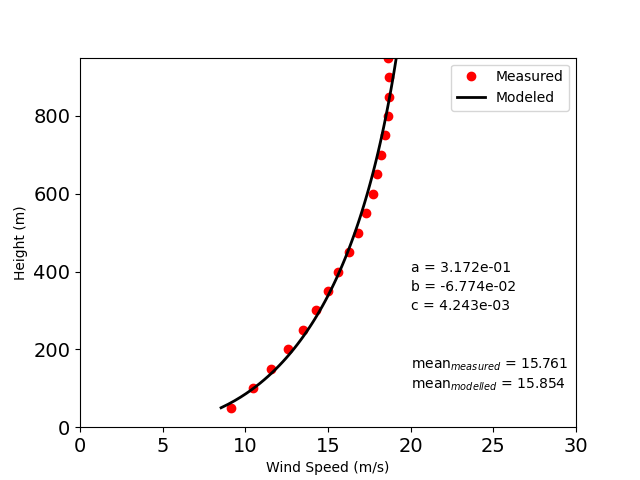 Measured
Modeled
800
600
400
200
0
Height (m)
a = 3.172e-01
b = -6.774e-02
c = 4.243e-03
mean_measured = 15.761
mean_modelled = 15.854
0 5 10 15 20 25 30
Wind Speed (m/s)